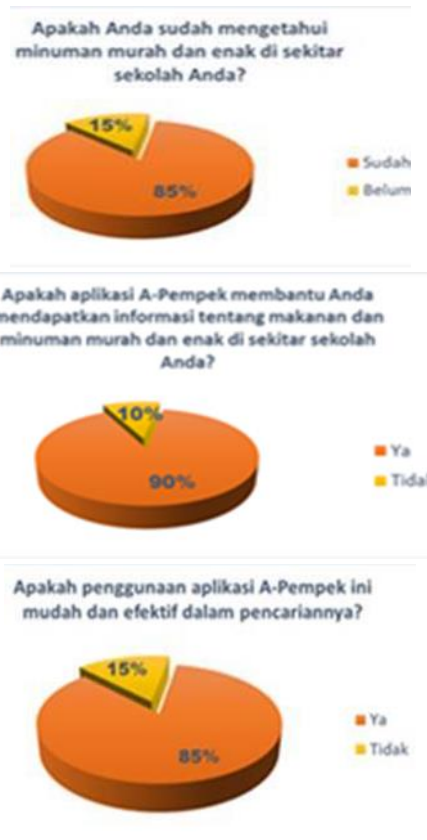 Apakah Anda sudah mengetahui
minuman murah dan enak di sekitar
sekolah Anda?
15%
85%
Sudah
Belum
Apakah aplikasi A-Pempek membantu Anda
mendapatkan informasi tentang makanan dan
minuman murah dan enak di sekitar sekolah
Anda?
10%
90%
Ya
Tida
Apakah penggunaan aplikasi A-Pempek ini
mudah dan efektif dalam pencariannya?
15%
85%
Ya
Tidak